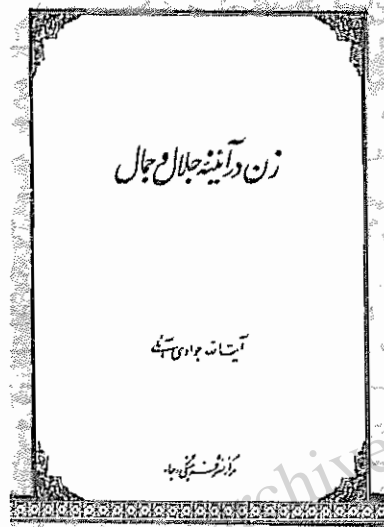 زن در آئینه جلال و جمال
آیت الله جوادی آملی
مرکز نشر فرهنگی رجاء